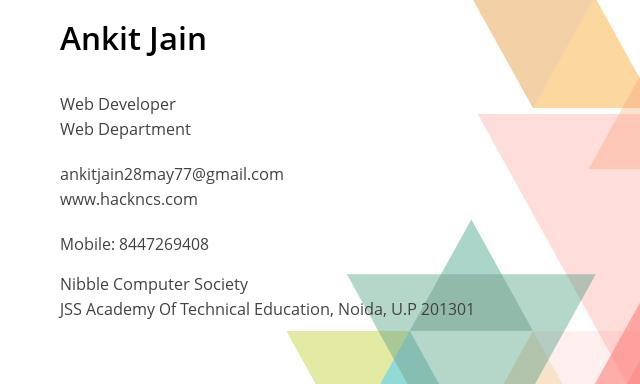 Ankit Jain
Web Developer
Web Department
ankitjain28may77@gmail.com
www.hackncs.com
Mobile: 8447269408
Nibble Computer Society
JSS Academy Of Technical Education, Noida, U.P 201301